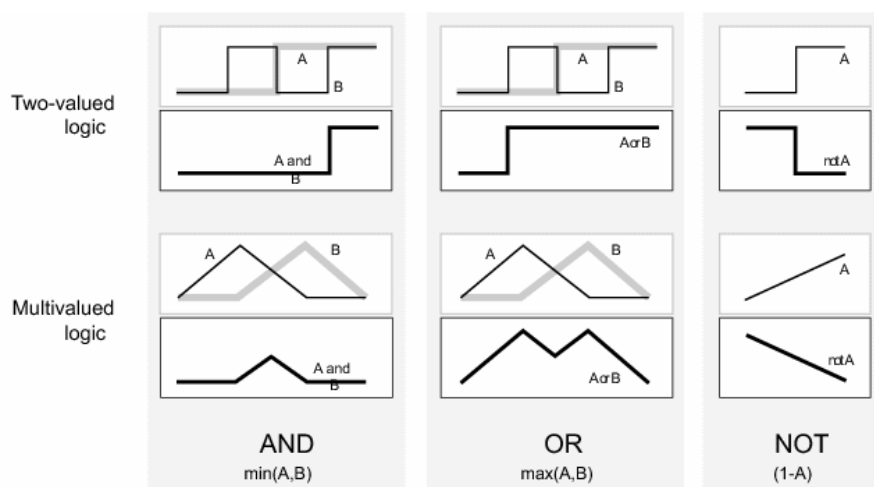 A
B
A
B
A
Two-valued
logic
A and
B
AorB
notA
A
B
A
B
A
Multivalued
logic
A and
B
AorB
notA
AND
OR
NOT
min(A,B)
max(A,B)
(1-A)